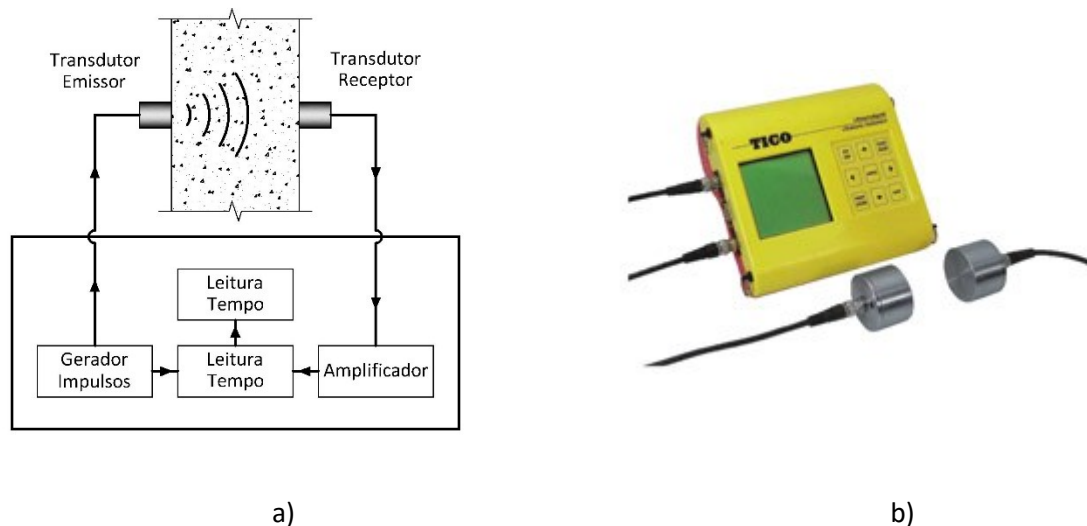 Transdutor
Emissor
Transdutor
Receptor
Leitura
Tempo
Gerador
Impulsos
Leitura
Tempo
Amplificador
TICO
a)
b)